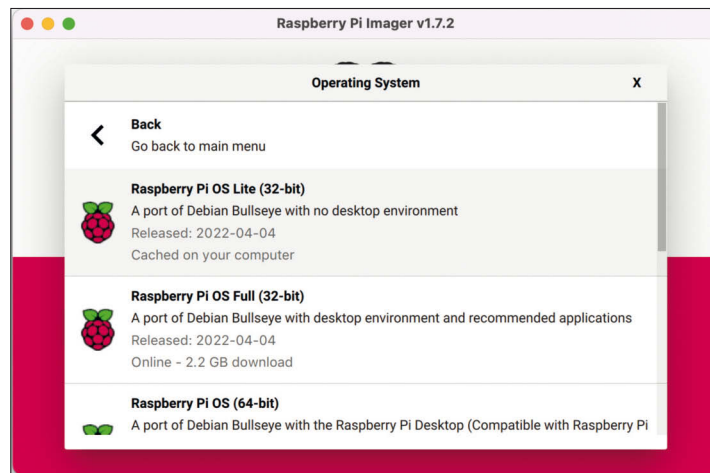 Raspberry Pi Imager v1.7.2
Operating System X
Back
Go back to main menu
Raspberry Pi OS Lite (32-bit)
A port of Debian Bullseye with no desktop environment
Released: 2022-04-04
Cached on your computer
Raspberry Pi OS Full (32-bit)
A port of Debian Bullseye with desktop environment and recommended applications
Released: 2022-04-04
Online - 2.2 GB download
Raspberry Pi OS (64-bit)
A port of Debian Bullseye with the Raspberry Pi Desktop (Compatible with Raspberry Pi